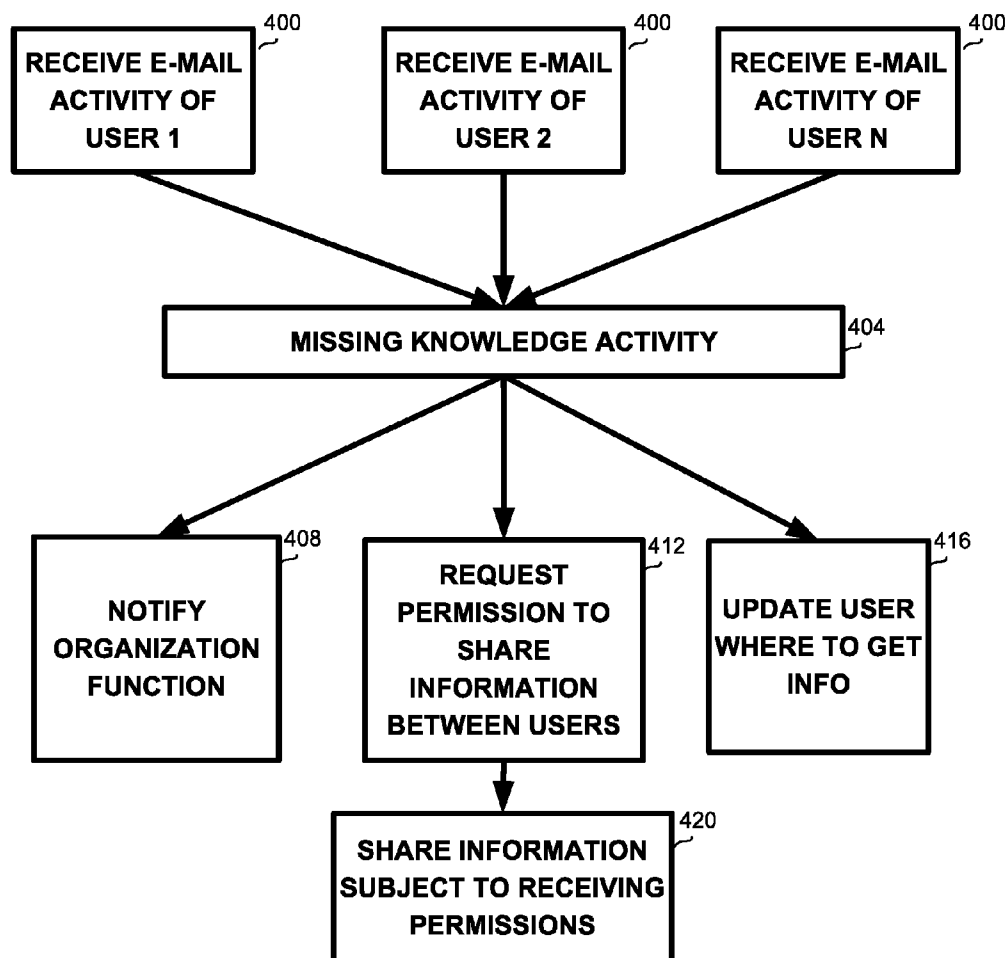 400
RECEIVE E-MAIL
ACTIVITY OF
USER 1
400
RECEIVE E-MAIL
ACTIVITY OF
USER 2
400
RECEIVE E-MAIL
ACTIVITY OF
USER N
MISSING KNOWLEDGE ACTIVITY
404
408
NOTIFY
ORGANIZATION
FUNCTION
412
REQUEST
PERMISSION TO
SHARE
INFORMATION
BETWEEN USERS
416
UPDATE USER
WHERE TO GET
INFO
420
SHARE INFORMATION
SUBJECT TO RECEIVING
PERMISSIONS